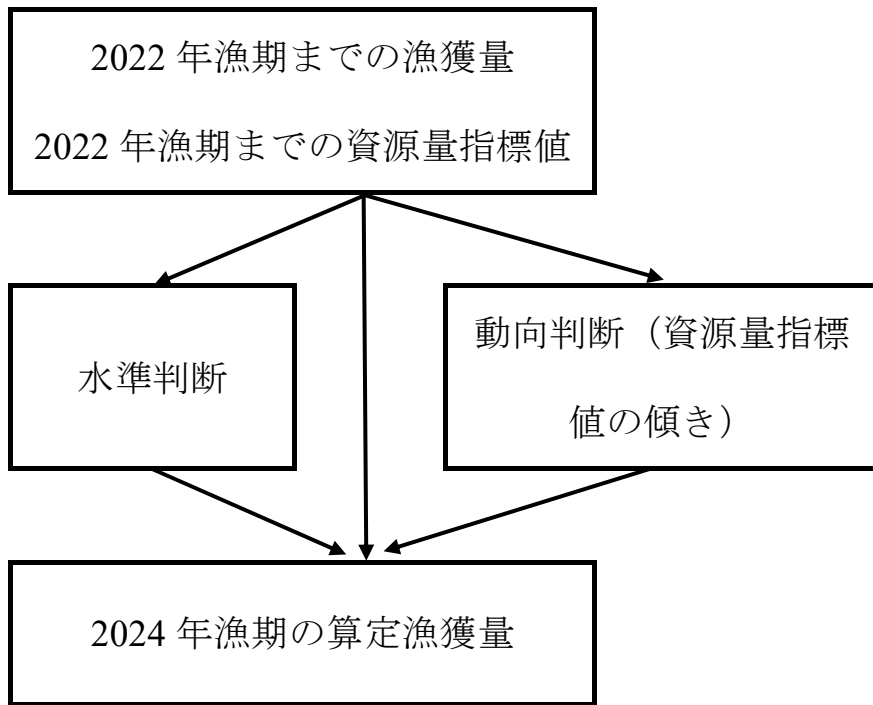 2022 年漁期までの漁獲量
2022 年漁期までの資源量指標値
水準判断
動向判断（資源量指標
値の傾き）
2024 年漁期の算定漁獲量